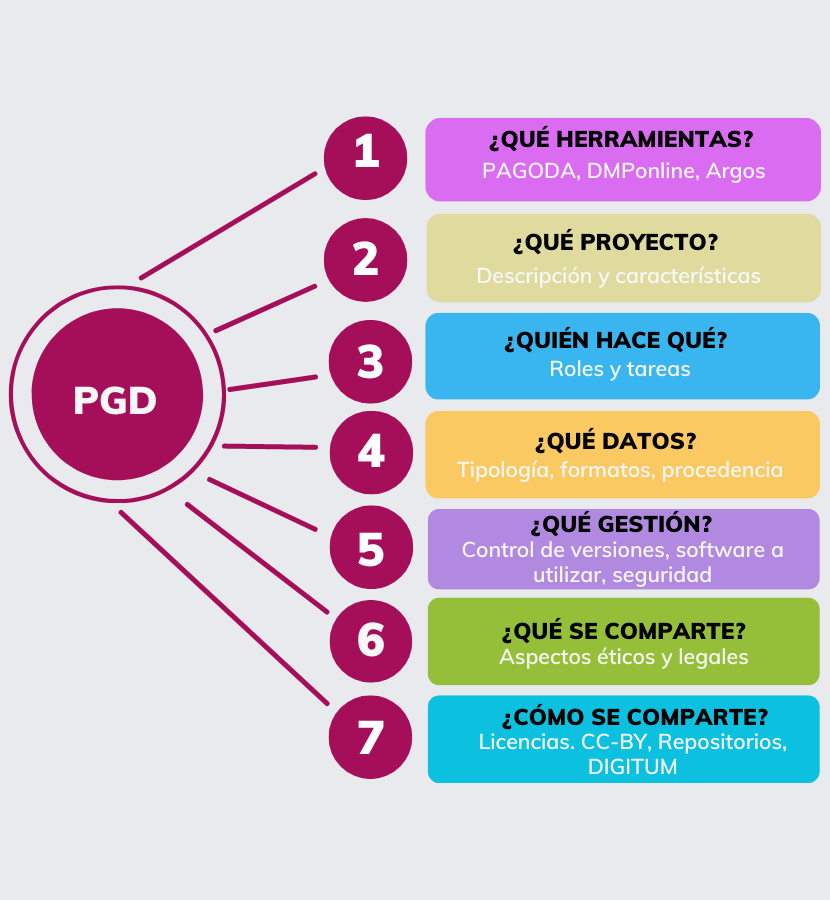 PGD
1
¿QUÉ HERRAMIENTAS?
PAGODA, DMPonline, Argos
2
¿QUÉ PROYECTO?
Descripción y características
3
¿QUIÉN HACE QUÉ?
Roles y tareas
4
¿QUÉ DATOS?
Tipología, formatos, procedencia
5
¿QUÉ GESTIÓN?
Control de versiones, software a
utilizar, seguridad
6
¿QUÉ SE COMPARTE?
Aspectos éticos y legales
7
¿CÓMO SE COMPARTE?
Licencias. CC-BY, Repositorios,
DIGITUM